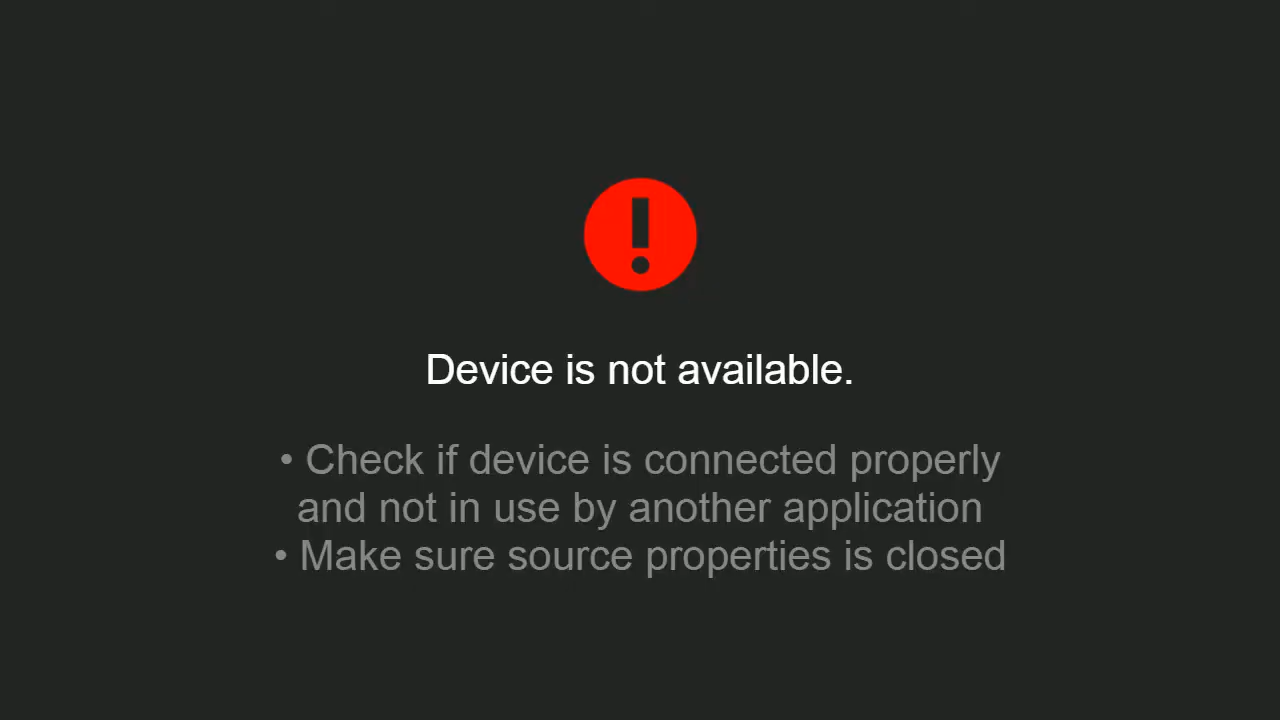 Device is not available.
• Check if device is connected properly
and not in use by another application
• Make sure source properties is closed